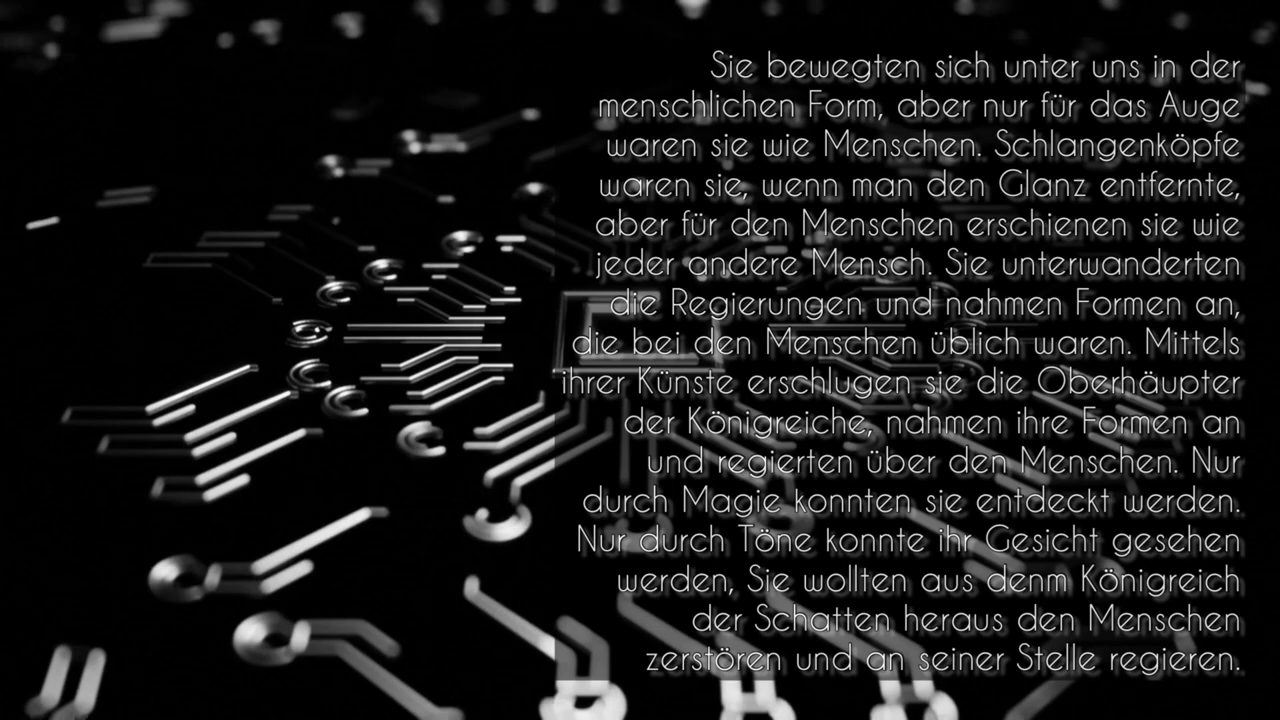 Sie bewegten sich unter uns in der
menschlichen Form, aber nur für das Auge
waren sie wie Menschen. Schlangenköpfe
waren sie, wenn man den Glanz entfernte,
aber für den Menschen erschienen sie wie
jeder andere Mensch. Sie unterwanderten
die Regierungen und nahmen Formen an,
die bei den Menschen üblich waren. Mittels
ihrer Künste erschlugen sie die Oberhäupter
der Königreiche, nahmen ihre Formen an
und regierten über den Menschen. Nur
durch Magie konnten sie entdeckt werden.
Nur durch Töne konnte ihr Gesicht gesehen
werden, Sie wollten aus denm Königreich
der Schatten heraus den Menschen
zerstören und an seiner Stelle regieren.